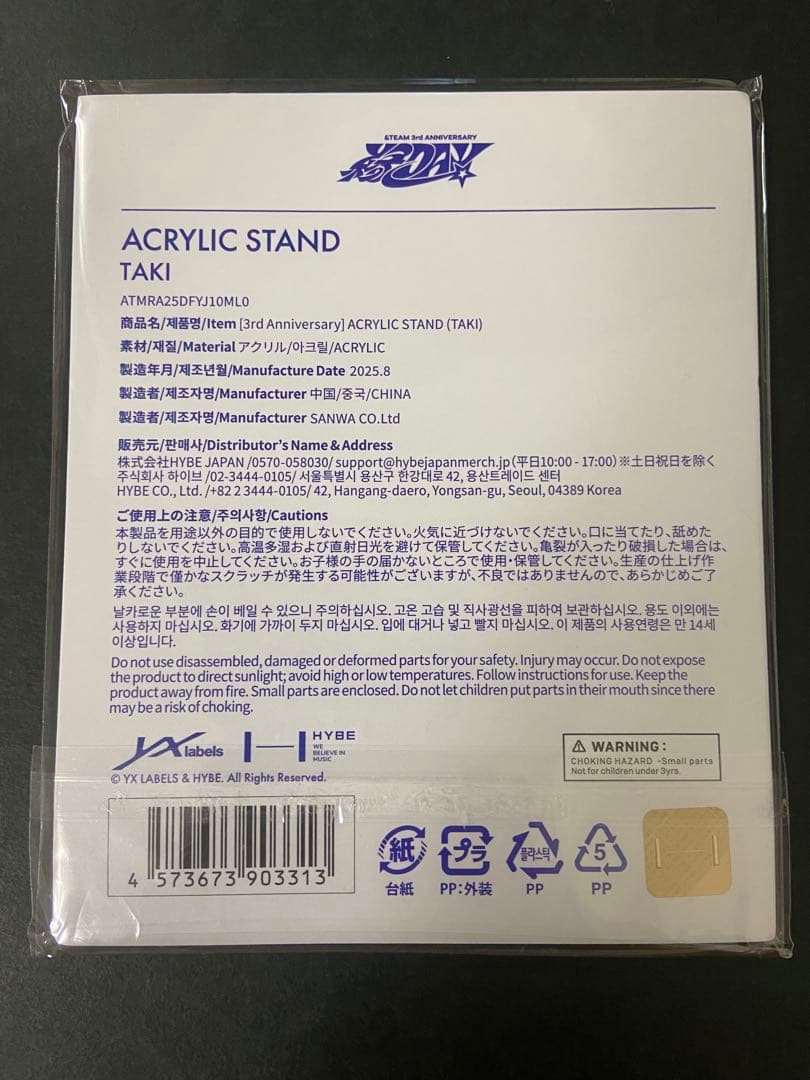 &TEAM 3rd ANNIVERSARY
ACRYLIC STAND
TAKI
ATMRA25DFYJ10ML0
商品名/제품명/Item [3rd Anniversary] ACRYLIC STAND (TAKI)
素材/재질/Material アクリル/아크릴/ACRYLIC
製造年月/제조년월/Manufacture Date 2025.8
製造者/제조자명/Manufacturer 中国/중국/CHINA
製造者/제조자명/Manufacturer SANWA CO.Ltd
販売元/판매사/Distributor's Name & Address
株式会社HYBE JAPAN /0570-058030/ support@hybejapanmerch.jp (平日10:00 - 17:00) ※土日祝日を除く
주식회사 하이브 /02-3444-0105/ 서울특별시 용산구 한강대로 42, 용산트레이드 센터
HYBE CO., Ltd. /+82 2 3444-0105/ 42, Hangang-daero, Yongsan-gu, Seoul, 04389 Korea
ご使用上の注意/주의사항/Cautions
本製品を用途以外の目的で使用しないでください。火気に近づけないでください。口に当てたり、舐めた
りしないでください。高温多湿および直射日光を避けて保管してください。亀裂が入ったり破損した場合は、
すぐに使用を中止してください。お子様の手の届かないところで使用・保管してください。生産の仕上げ作
業段階で僅かなスクラッチが発生する可能性がございますが、不良ではありませんので、あらかじめご了
承ください。
날카로운 부분에 손이 베일 수 있으니 주의하십시오. 고온 고습 및 직사광선을 피하여 보관하십시오. 용도 이외에는
사용하지 마십시오. 화기에 가까이 두지 마십시오. 입에 대거나 넣고 빨지 마십시오. 이 제품의 사용연령은 만 14세
이상입니다.
Do not use disassembled, damaged or deformed parts for your safety. Injury may occur. Do not expose
the product to direct sunlight; avoid high or low temperatures. Follow instructions for use. Keep the
product away from fire. Small parts are enclosed. Do not let children put parts in their mouth since there
may be a risk of choking.
YX labels
HYBE
WE
BELIEVE IN
MUSIC
© YX LABELS & HYBE. All Rights Reserved.
⚠ WARNING :
CHOKING HAZARD -Small parts
Not for children under 3yrs.
4 573673 903313
紙
台紙
プラ
PP:外装
플라스틱
PP
5
PP